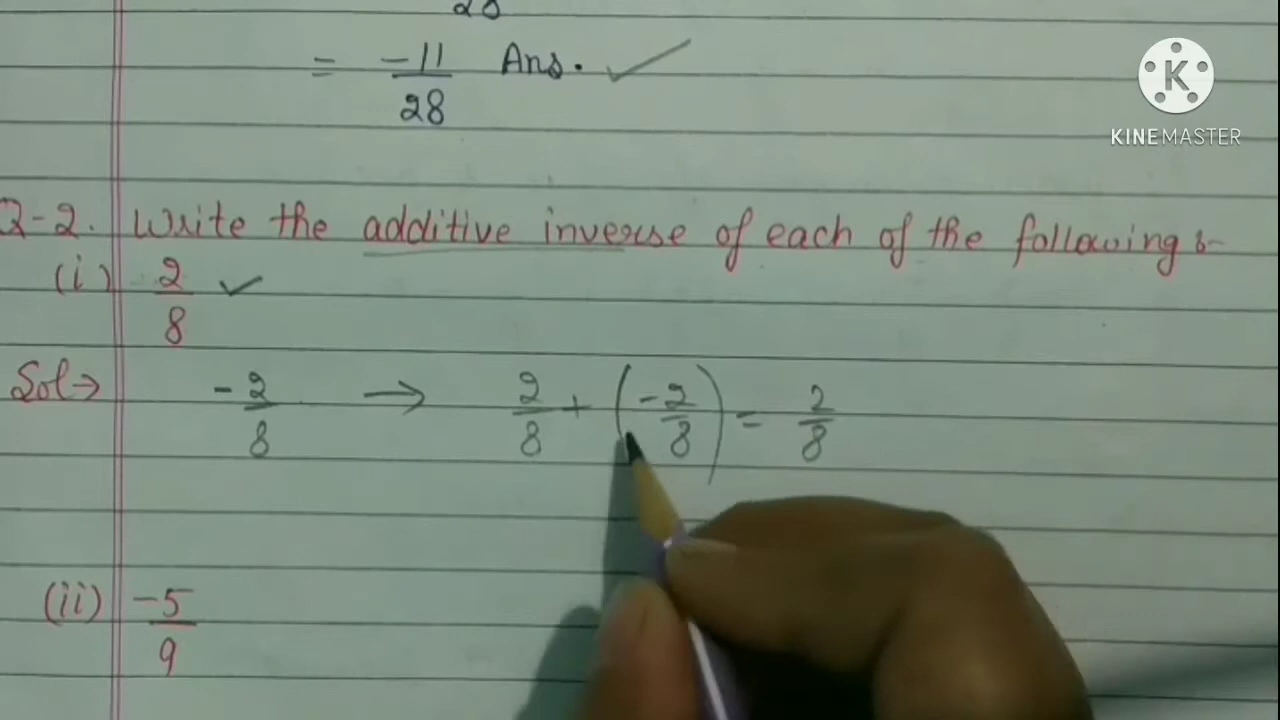 28
= -11/28 Ans.
KINEMASTER
Q-2. Write the additive inverse of each of the following :-
(i) 2/8
Sol→ -2/8 → 2/8 + (-2/8) = 2/8
(ii) -5/9